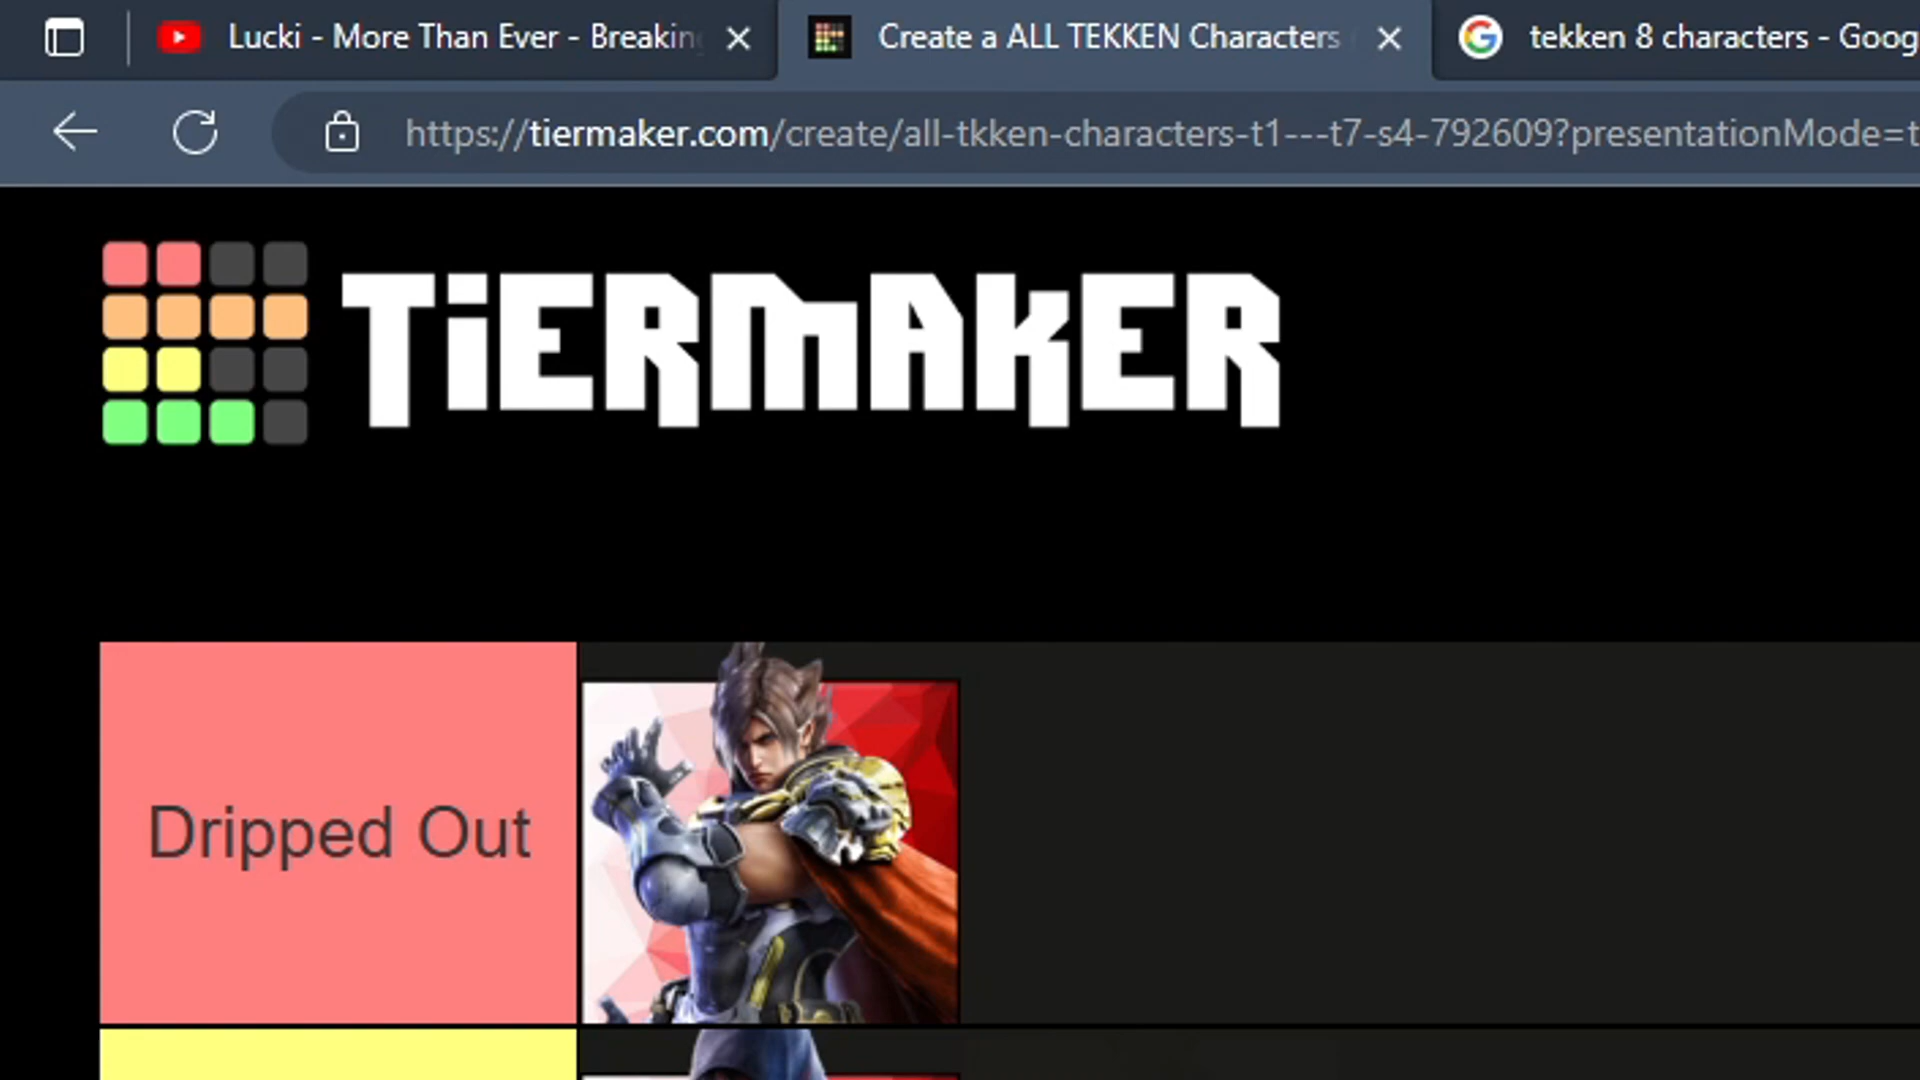 Lucki - More Than Ever - Breakin
Create a ALL TEKKEN Characters
tekken 8 characters - Goog
https://tiermaker.com/create/all-tkken-characters-t1---t7-s4-792609?presentationMode=t
TiERMAKER
Dripped Out